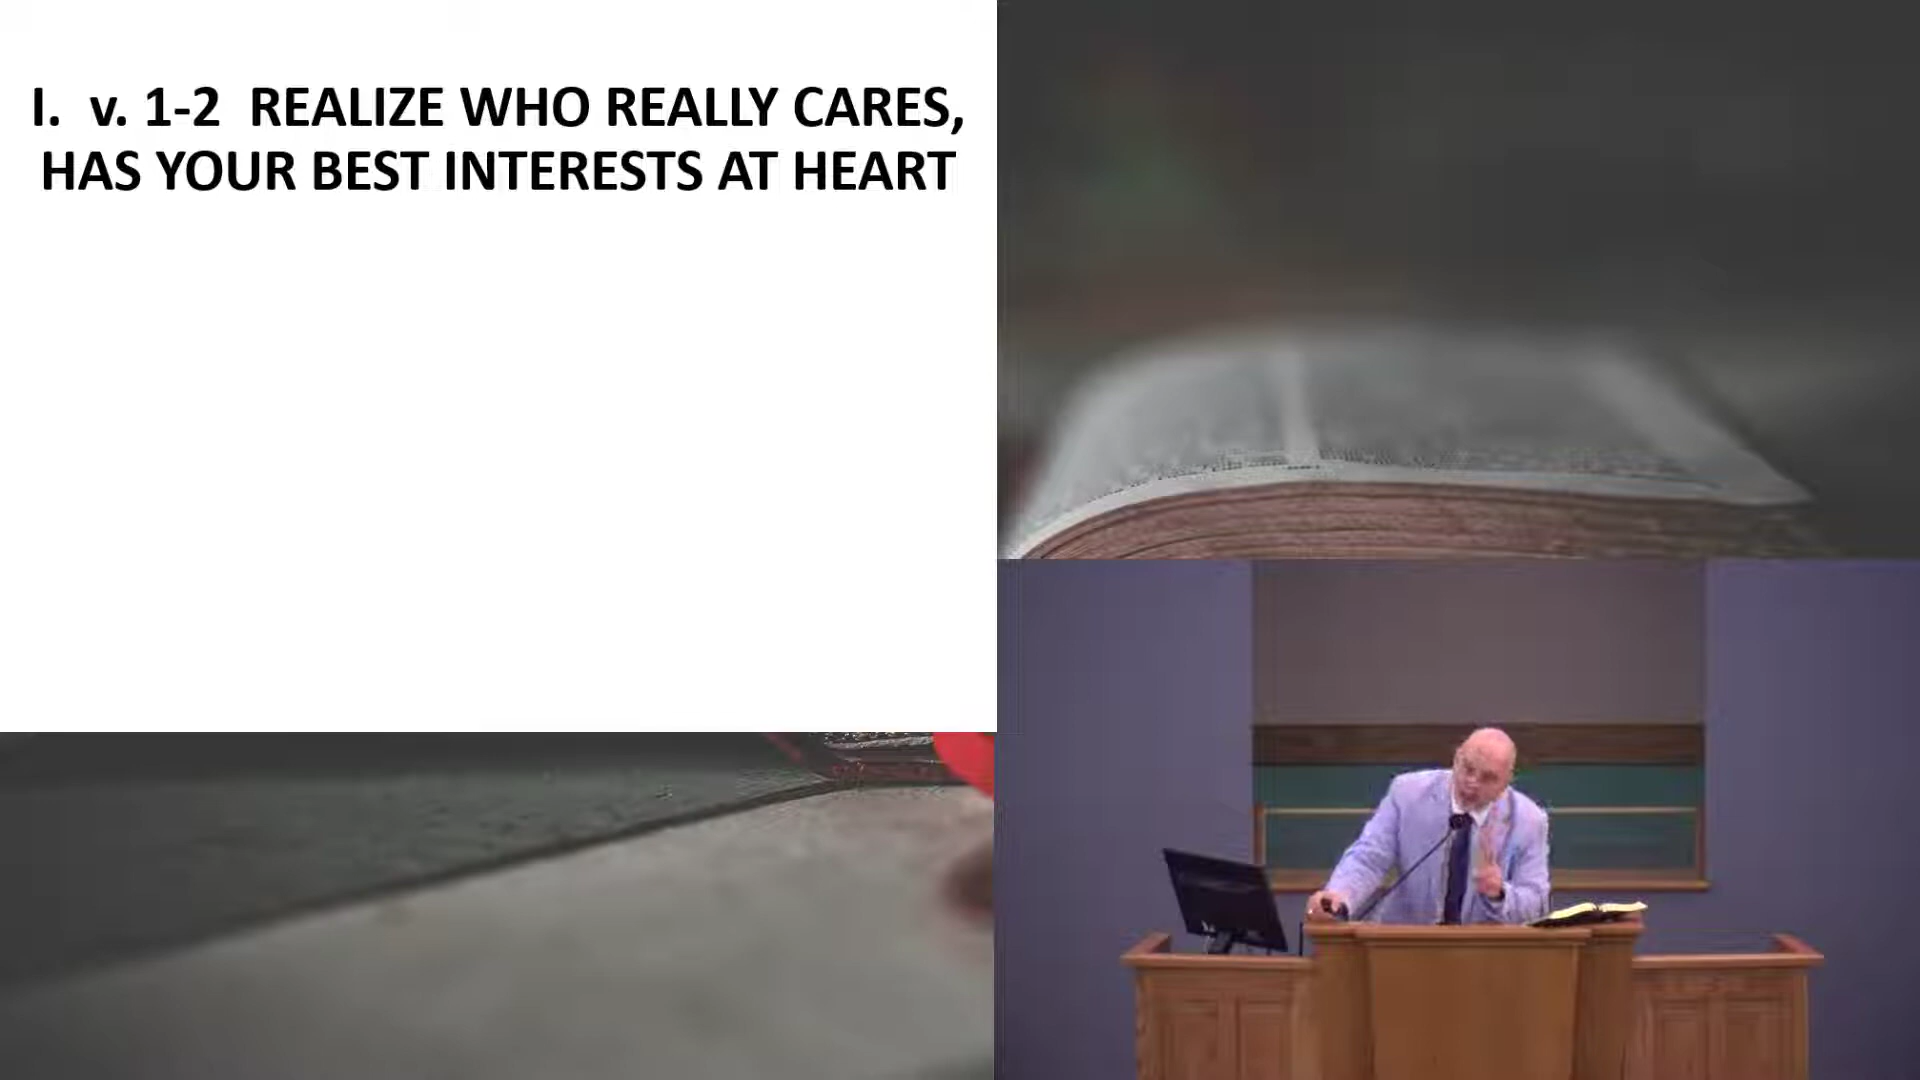 I.  v. 1-2  REALIZE WHO REALLY CARES,
HAS YOUR BEST INTERESTS AT HEART